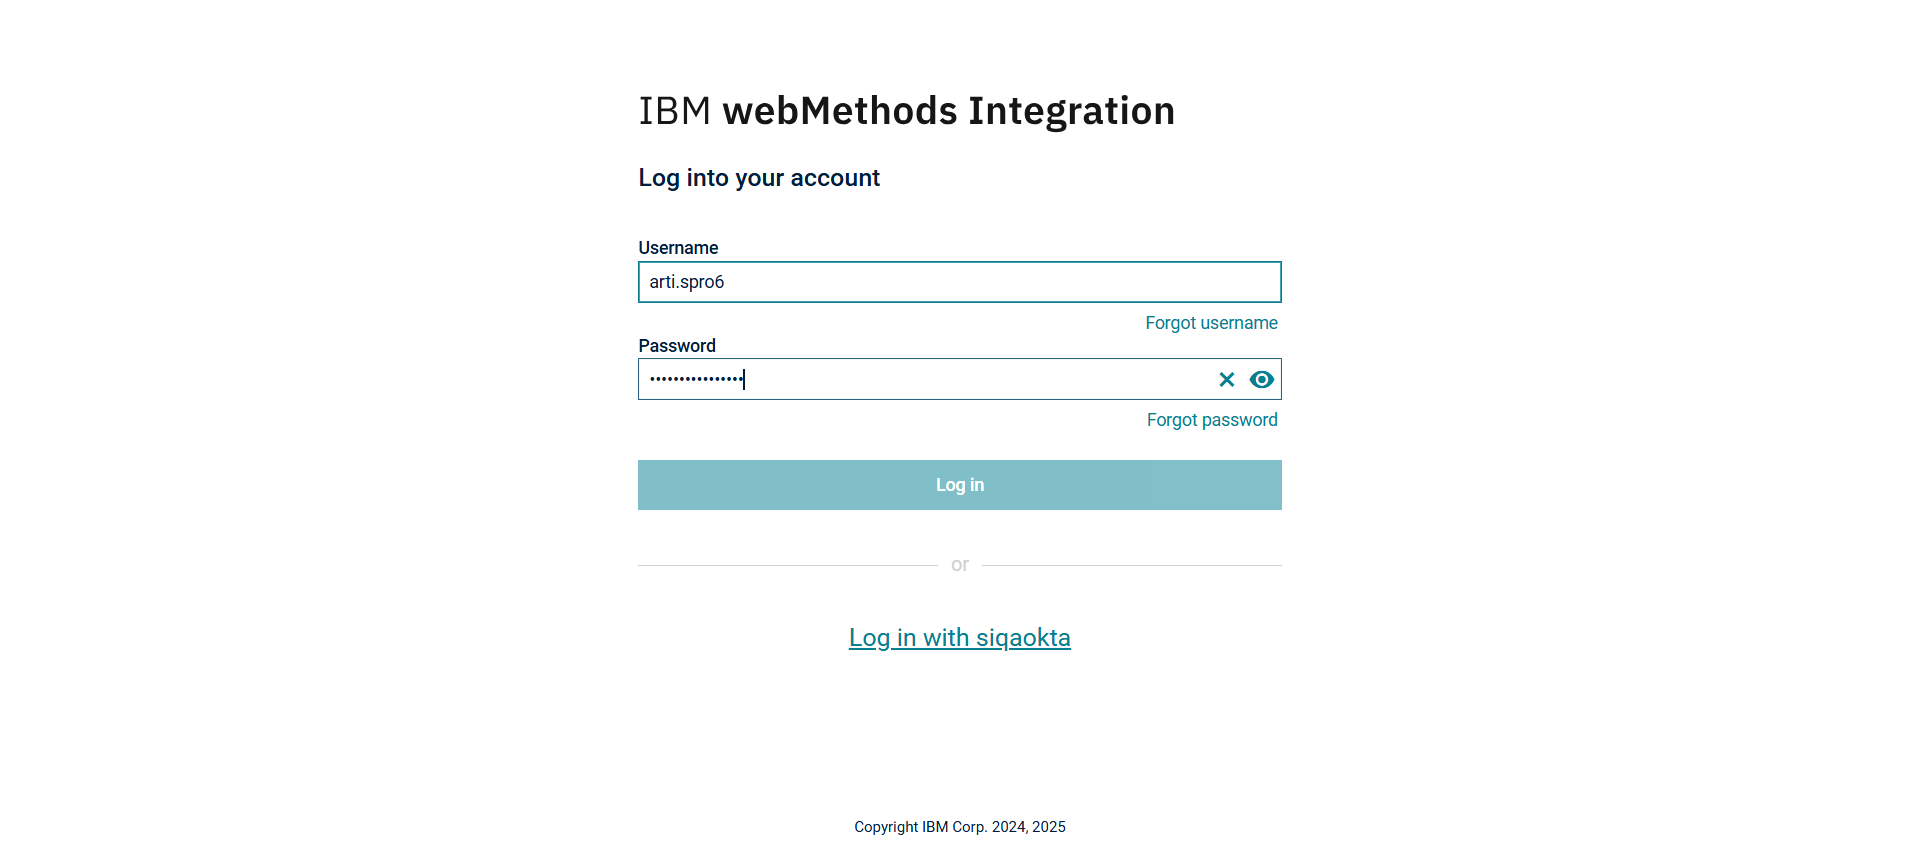 IBM webMethods Integration
Log into your account
Username
arti.spro6
Forgot username
Password
••••••••••••••••
Forgot password
Log in
or
Log in with siqaokta
Copyright IBM Corp. 2024, 2025